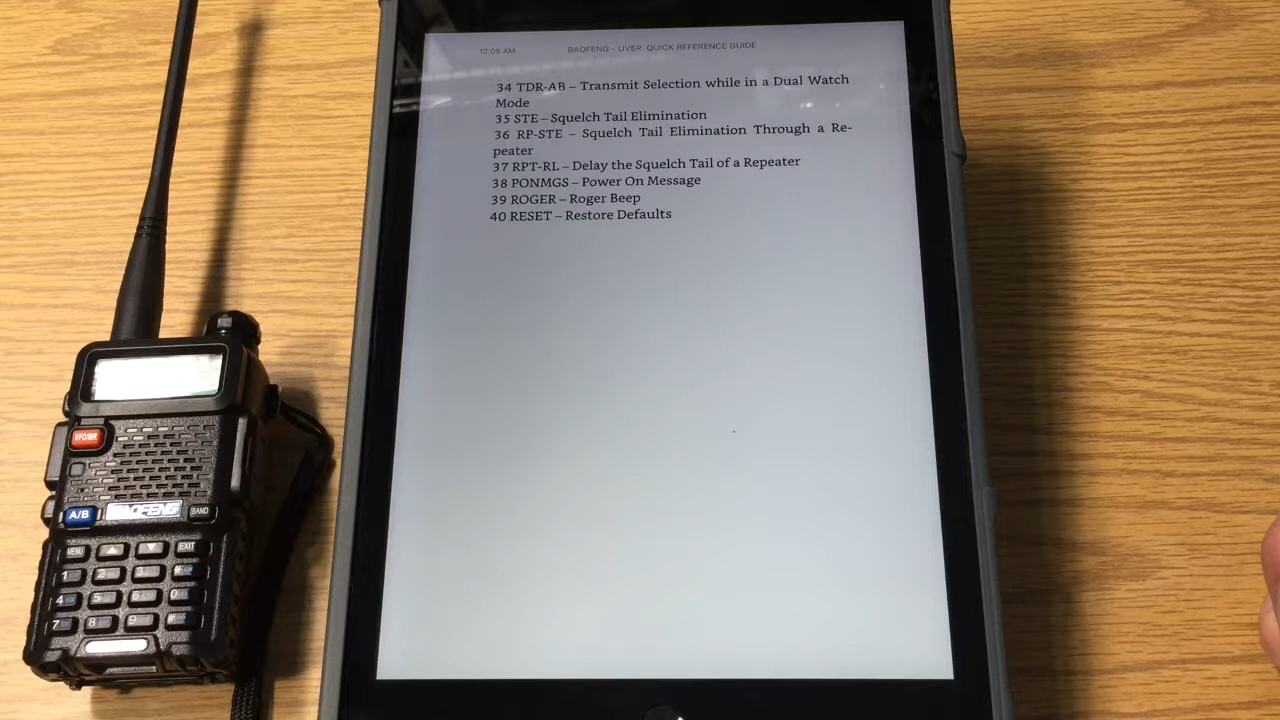 12:09 AM BAOFENG - UV5R: QUICK REFERENCE GUIDE
34 TDR-AB – Transmit Selection while in a Dual Watch
Mode
35 STE – Squelch Tail Elimination
36 RP-STE – Squelch Tail Elimination Through a Re-
peater
37 RPT-RL – Delay the Squelch Tail of a Repeater
38 PONMGS – Power On Message
39 ROGER – Roger Beep
40 RESET – Restore Defaults
VFO/MR
A/B BAOFENG BAND
MENU ▲ ▼ EXIT
1 2 3 *
4 5 6 0
7 8 9 #